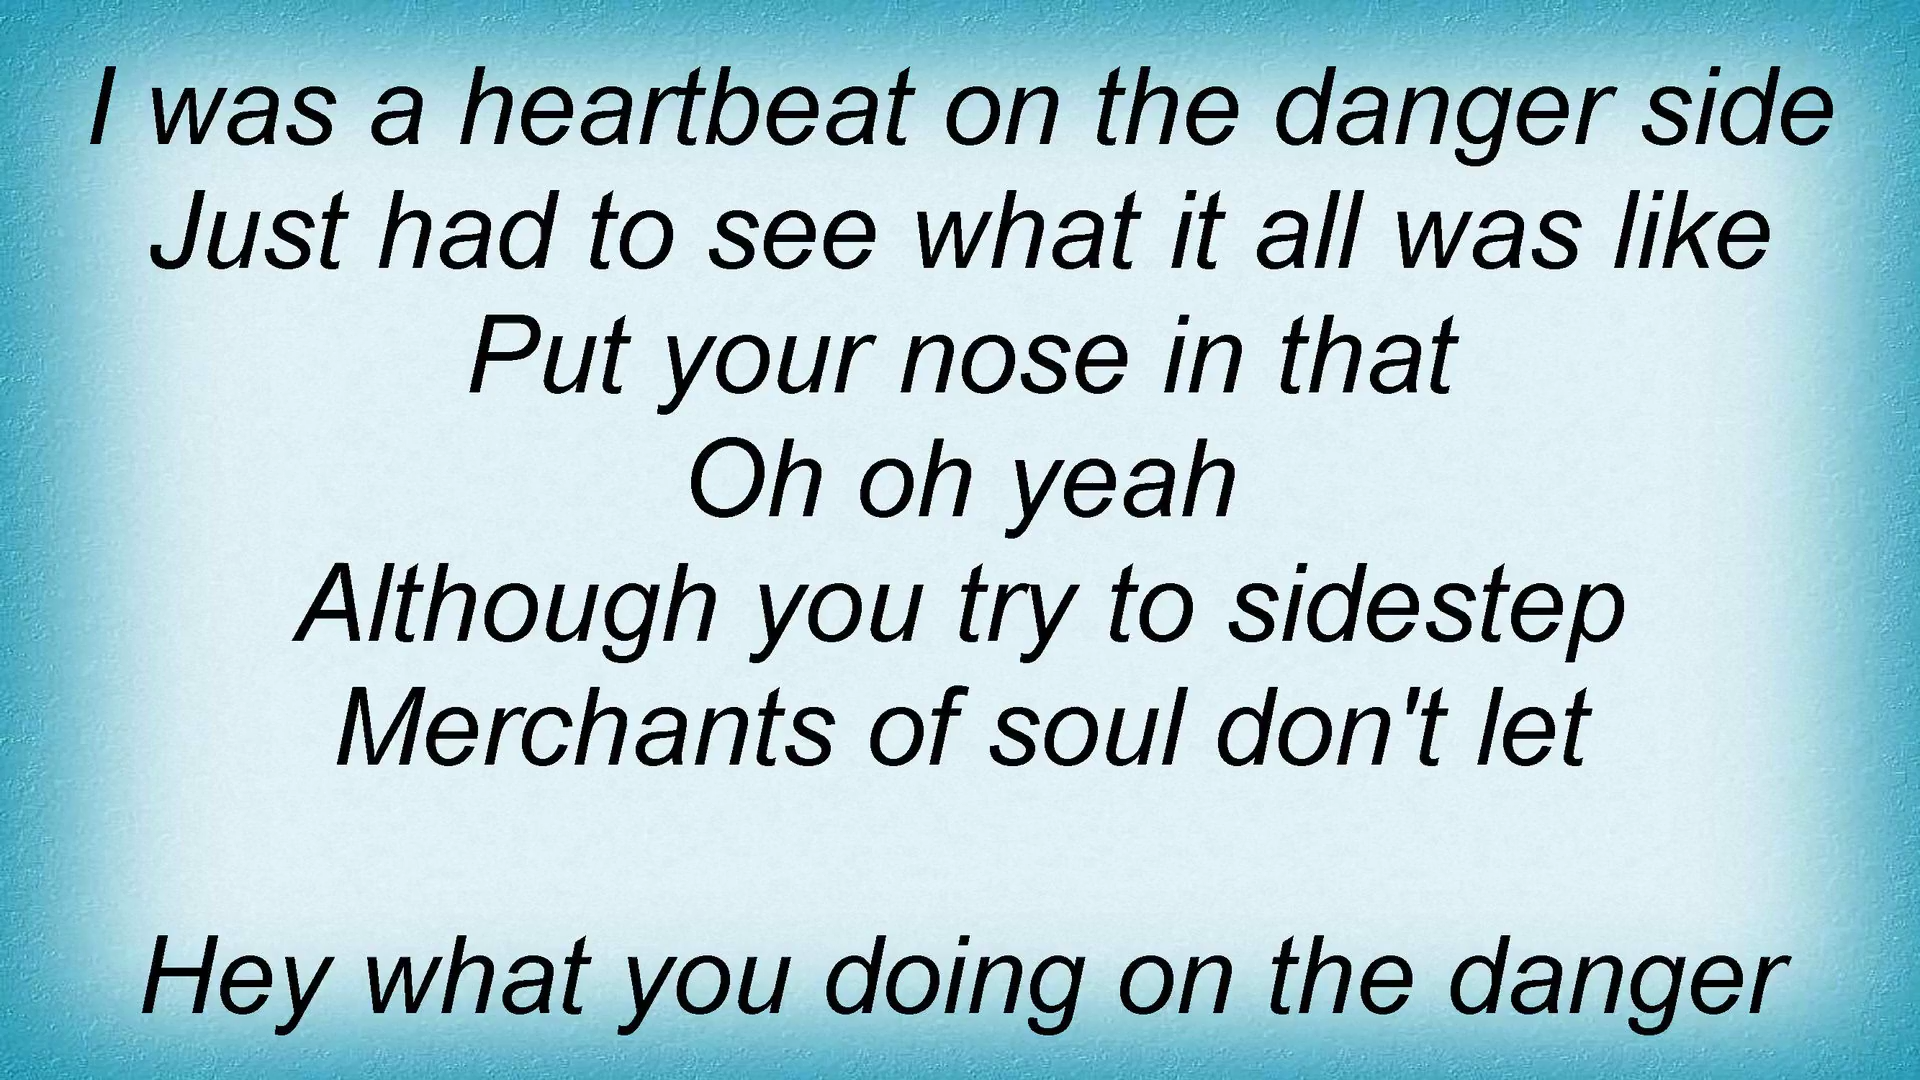 I was a heartbeat on the danger side
Just had to see what it all was like
Put your nose in that
Oh oh yeah
Although you try to sidestep
Merchants of soul don't let
Hey what you doing on the danger